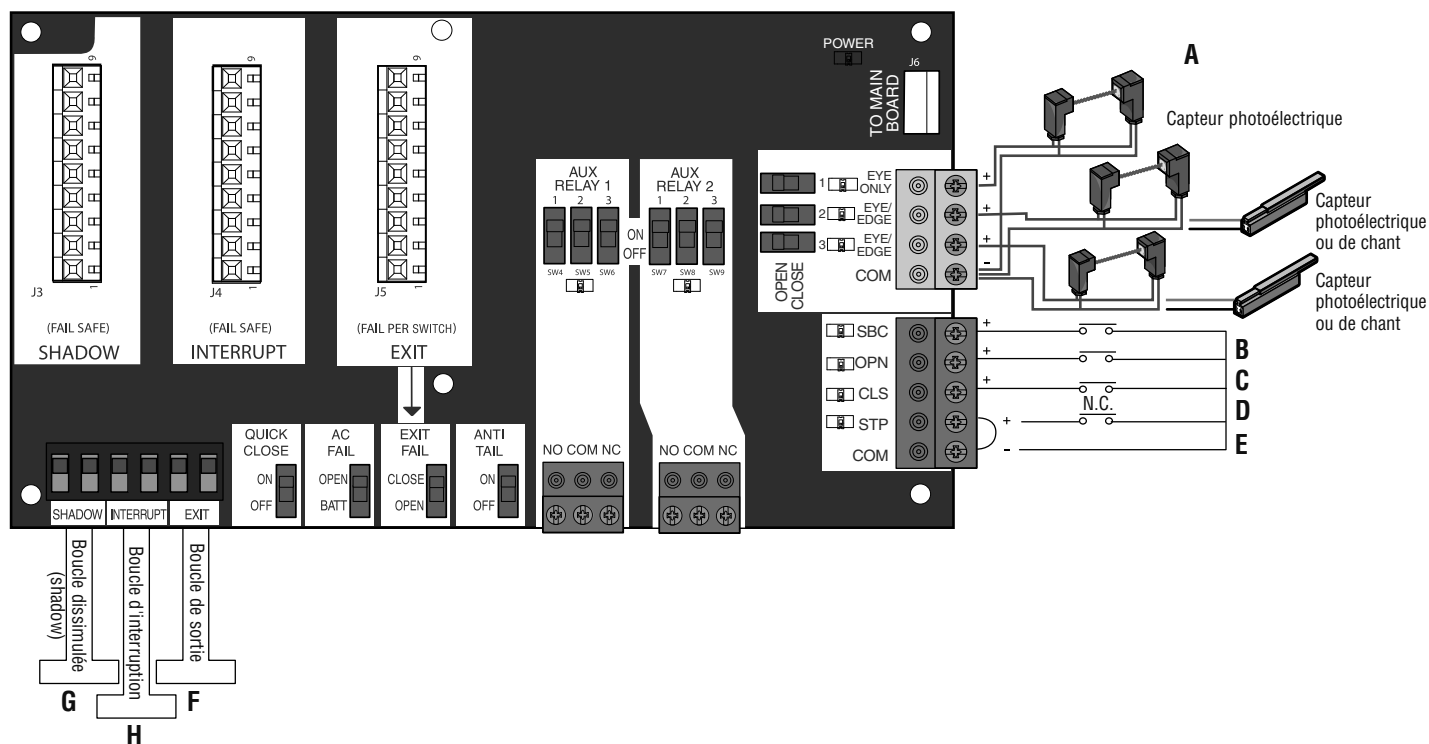 A
POWER
J6
TO MAIN
BOARD
Capteur photoélectrique
9
9
9
AUX
RELAY 1
1 2 3
AUX
RELAY 2
1 2 3
ON
OFF
SW4 SW5 SW6
SW7 SW8 SW9
1 EYE
ONLY
+
2 EYE/
EDGE
+
3 EYE/
EDGE
+
COM
-
OPEN
CLOSE
Capteur
photoélectrique
ou de chant
Capteur
photoélectrique
ou de chant
J3
1
J4
1
J5
1
(FAIL SAFE)
SHADOW
(FAIL SAFE)
INTERRUPT
(FAIL PER SWITCH)
EXIT
SBC
+
B
OPN
+
C
CLS
+
D
N.C.
STP
+
E
COM
-
QUICK
CLOSE
ON
OFF
AC
FAIL
OPEN
BATT
EXIT
FAIL
CLOSE
OPEN
ANTI
TAIL
ON
OFF
NO COM NC
NO COM NC
SHADOW
INTERRUPT
EXIT
Boucle dissimulée
(shadow)
Boucle d'interruption
Boucle de sortie
G
F
H